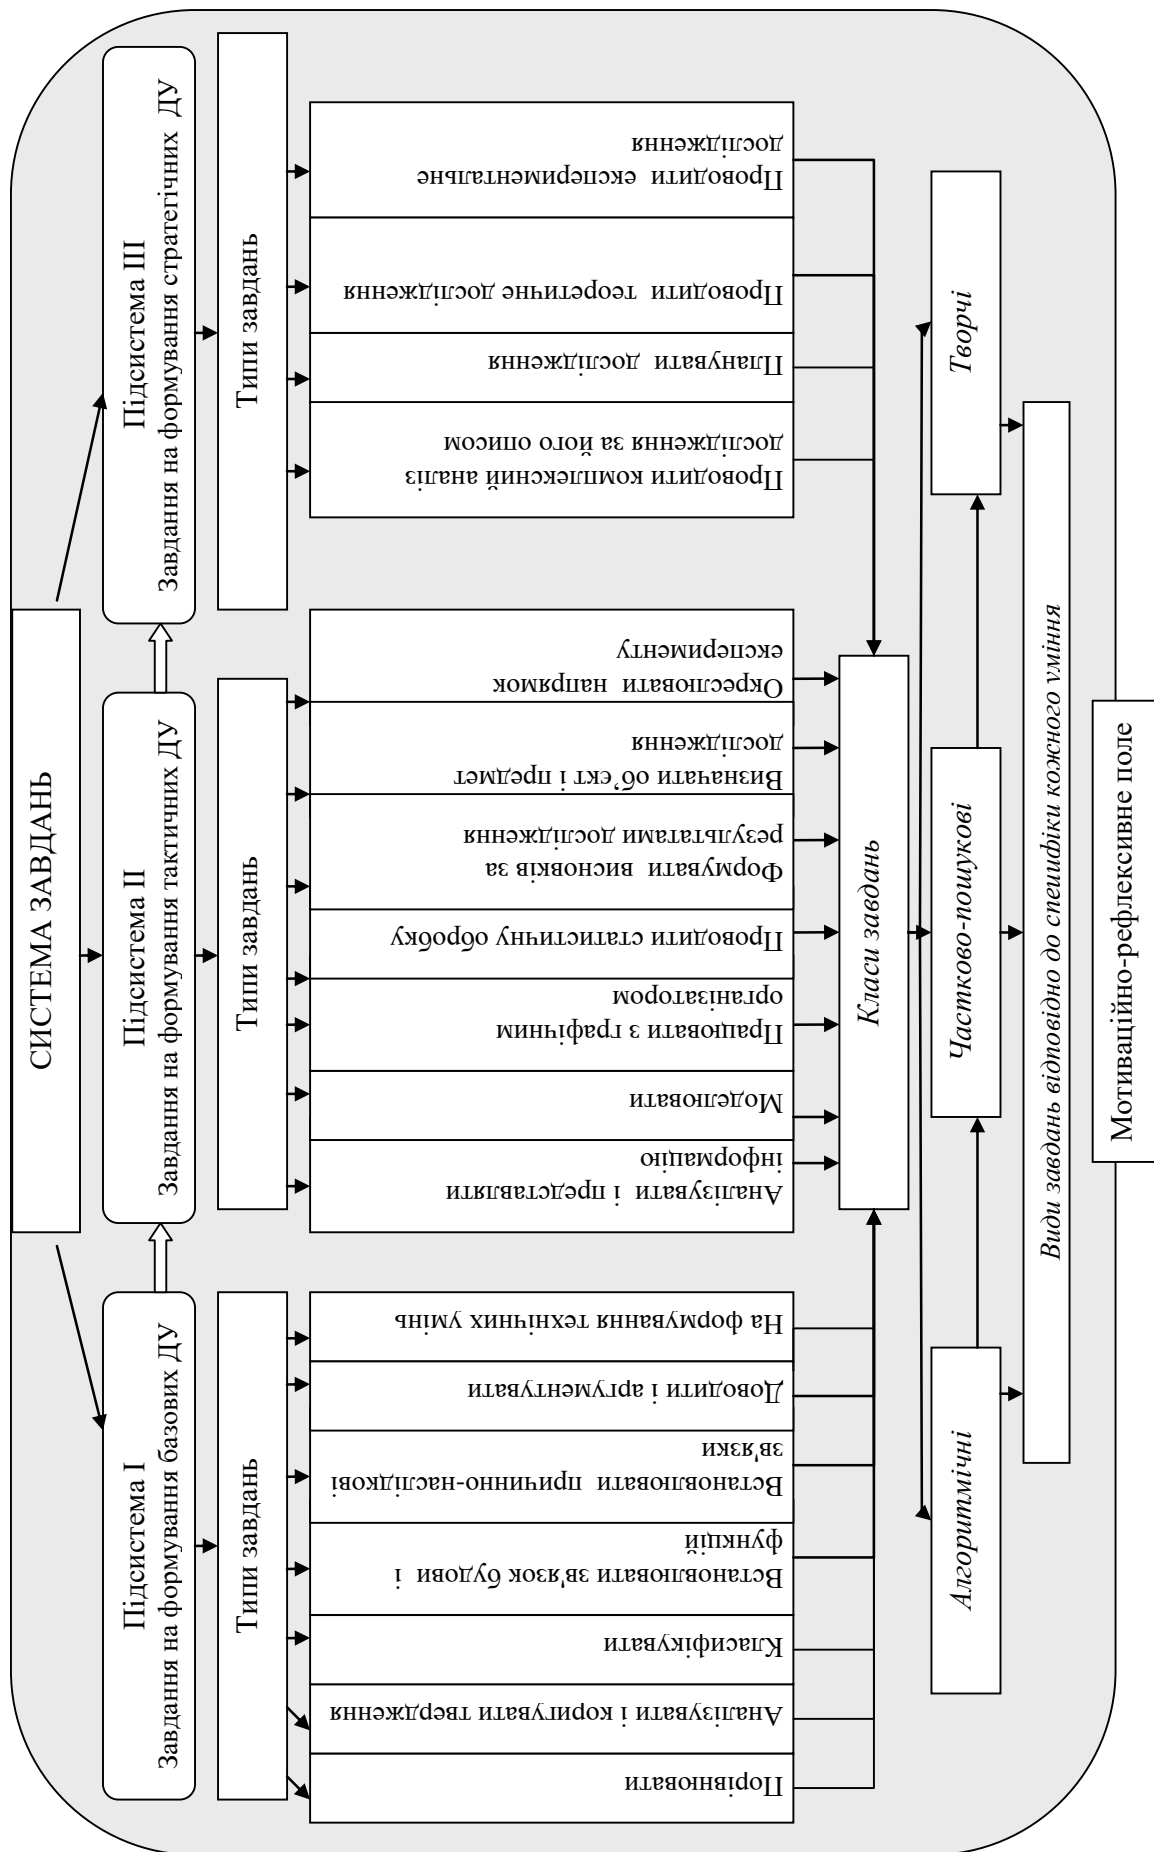 СИСТЕМА ЗАВДАНЬ
Підсистема І
Завдання на формування базових ДУ
Підсистема ІІ
Завдання на формування тактичних ДУ
Підсистема ІІІ
Завдання на формування стратегічних ДУ
Типи завдань
Типи завдань
Типи завдань
Порівнювати
Аналізувати і коригувати твердження
Класифікувати
Встановлювати зв'язок будови і
функцій
Встановлювати причинно-наслідкові
зв'язки
Доводити і аргументувати
На формування технічних умінь
Аналізувати і представляти
інформацію
Моделювати
Працювати з графічним
організатором
Проводити статистичну обробку
Формувати висновків за
результатами дослідження
Визначати об’єкт і предмет
дослідження
Окреслювати напрямок
експерименту
Проводити комплексний аналіз
дослідження за його описом
Планувати дослідження
Проводити теоретичне дослідження
Проводити експериментальне
дослідження
Класи завдань
Алгоритмічні
Частково-пошукові
Творчі
Види завдань відповідно до специфіки кожного уміння
Мотиваційно-рефлексивне поле